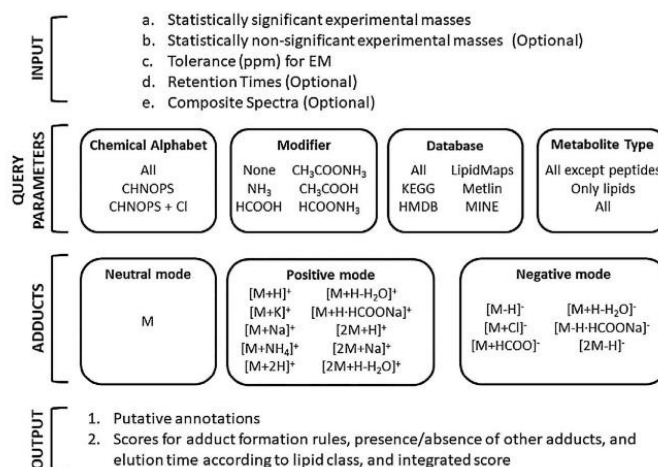 INPUT
a. Statistically significant experimental masses
b. Statistically non-significant experimental masses (Optional)
c. Tolerance (ppm) for EM
d. Retention Times (Optional)
e. Composite Spectra (Optional)
QUERY
PARAMETERS
Chemical Alphabet
All
CHNOPS
CHNOPS + Cl
Modifier
None CH₃COONH₃
NH₃ CH₃COOH
HCOOH HCOONH₃
Database
All LipidMaps
KEGG Metlin
HMDB MINE
Metabolite Type
All except peptides
Only lipids
All
ADDUCTS
Neutral mode
M
Positive mode
[M+H]⁺ [M+H-H₂O]⁺
[M+K]⁺ [M+H·HCOONa]⁺
[M+Na]⁺ [2M+H]⁺
[M+NH₄]⁺ [2M+Na]⁺
[M+2H]⁺ [2M+H-H₂O]⁺
Negative mode
[M-H]⁻ [M+H-H₂O]⁻
[M+Cl]⁻ [M-H·HCOONa]⁻
[M+HCOO]⁻ [2M-H]⁻
OUTPUT
1. Putative annotations
2. Scores for adduct formation rules, presence/absence of other adducts, and
elution time according to lipid class, and integrated score